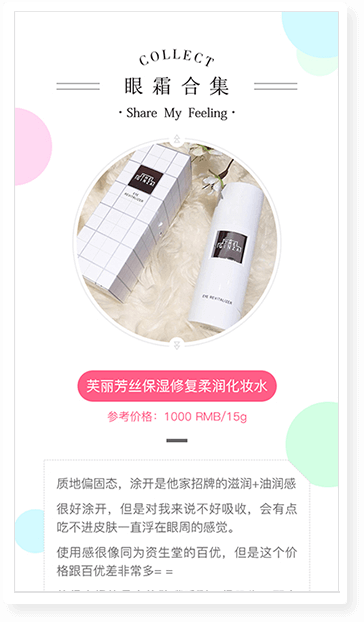 COLLECT
眼霜合集
·Share My Feeling·
EYE REVITALIZER
EYE REVITALIZER
芙丽芳丝保湿修复柔润化妆水
参考价格：1000 RMB/15g
质地偏固态，涂开是他家招牌的滋润+油润感
很好涂开，但是对我来说不好吸收，会有点
吃不进皮肤一直浮在眼周的感觉。
使用感很像同为资生堂的百优，但是这个价
格跟百优差非常多= =